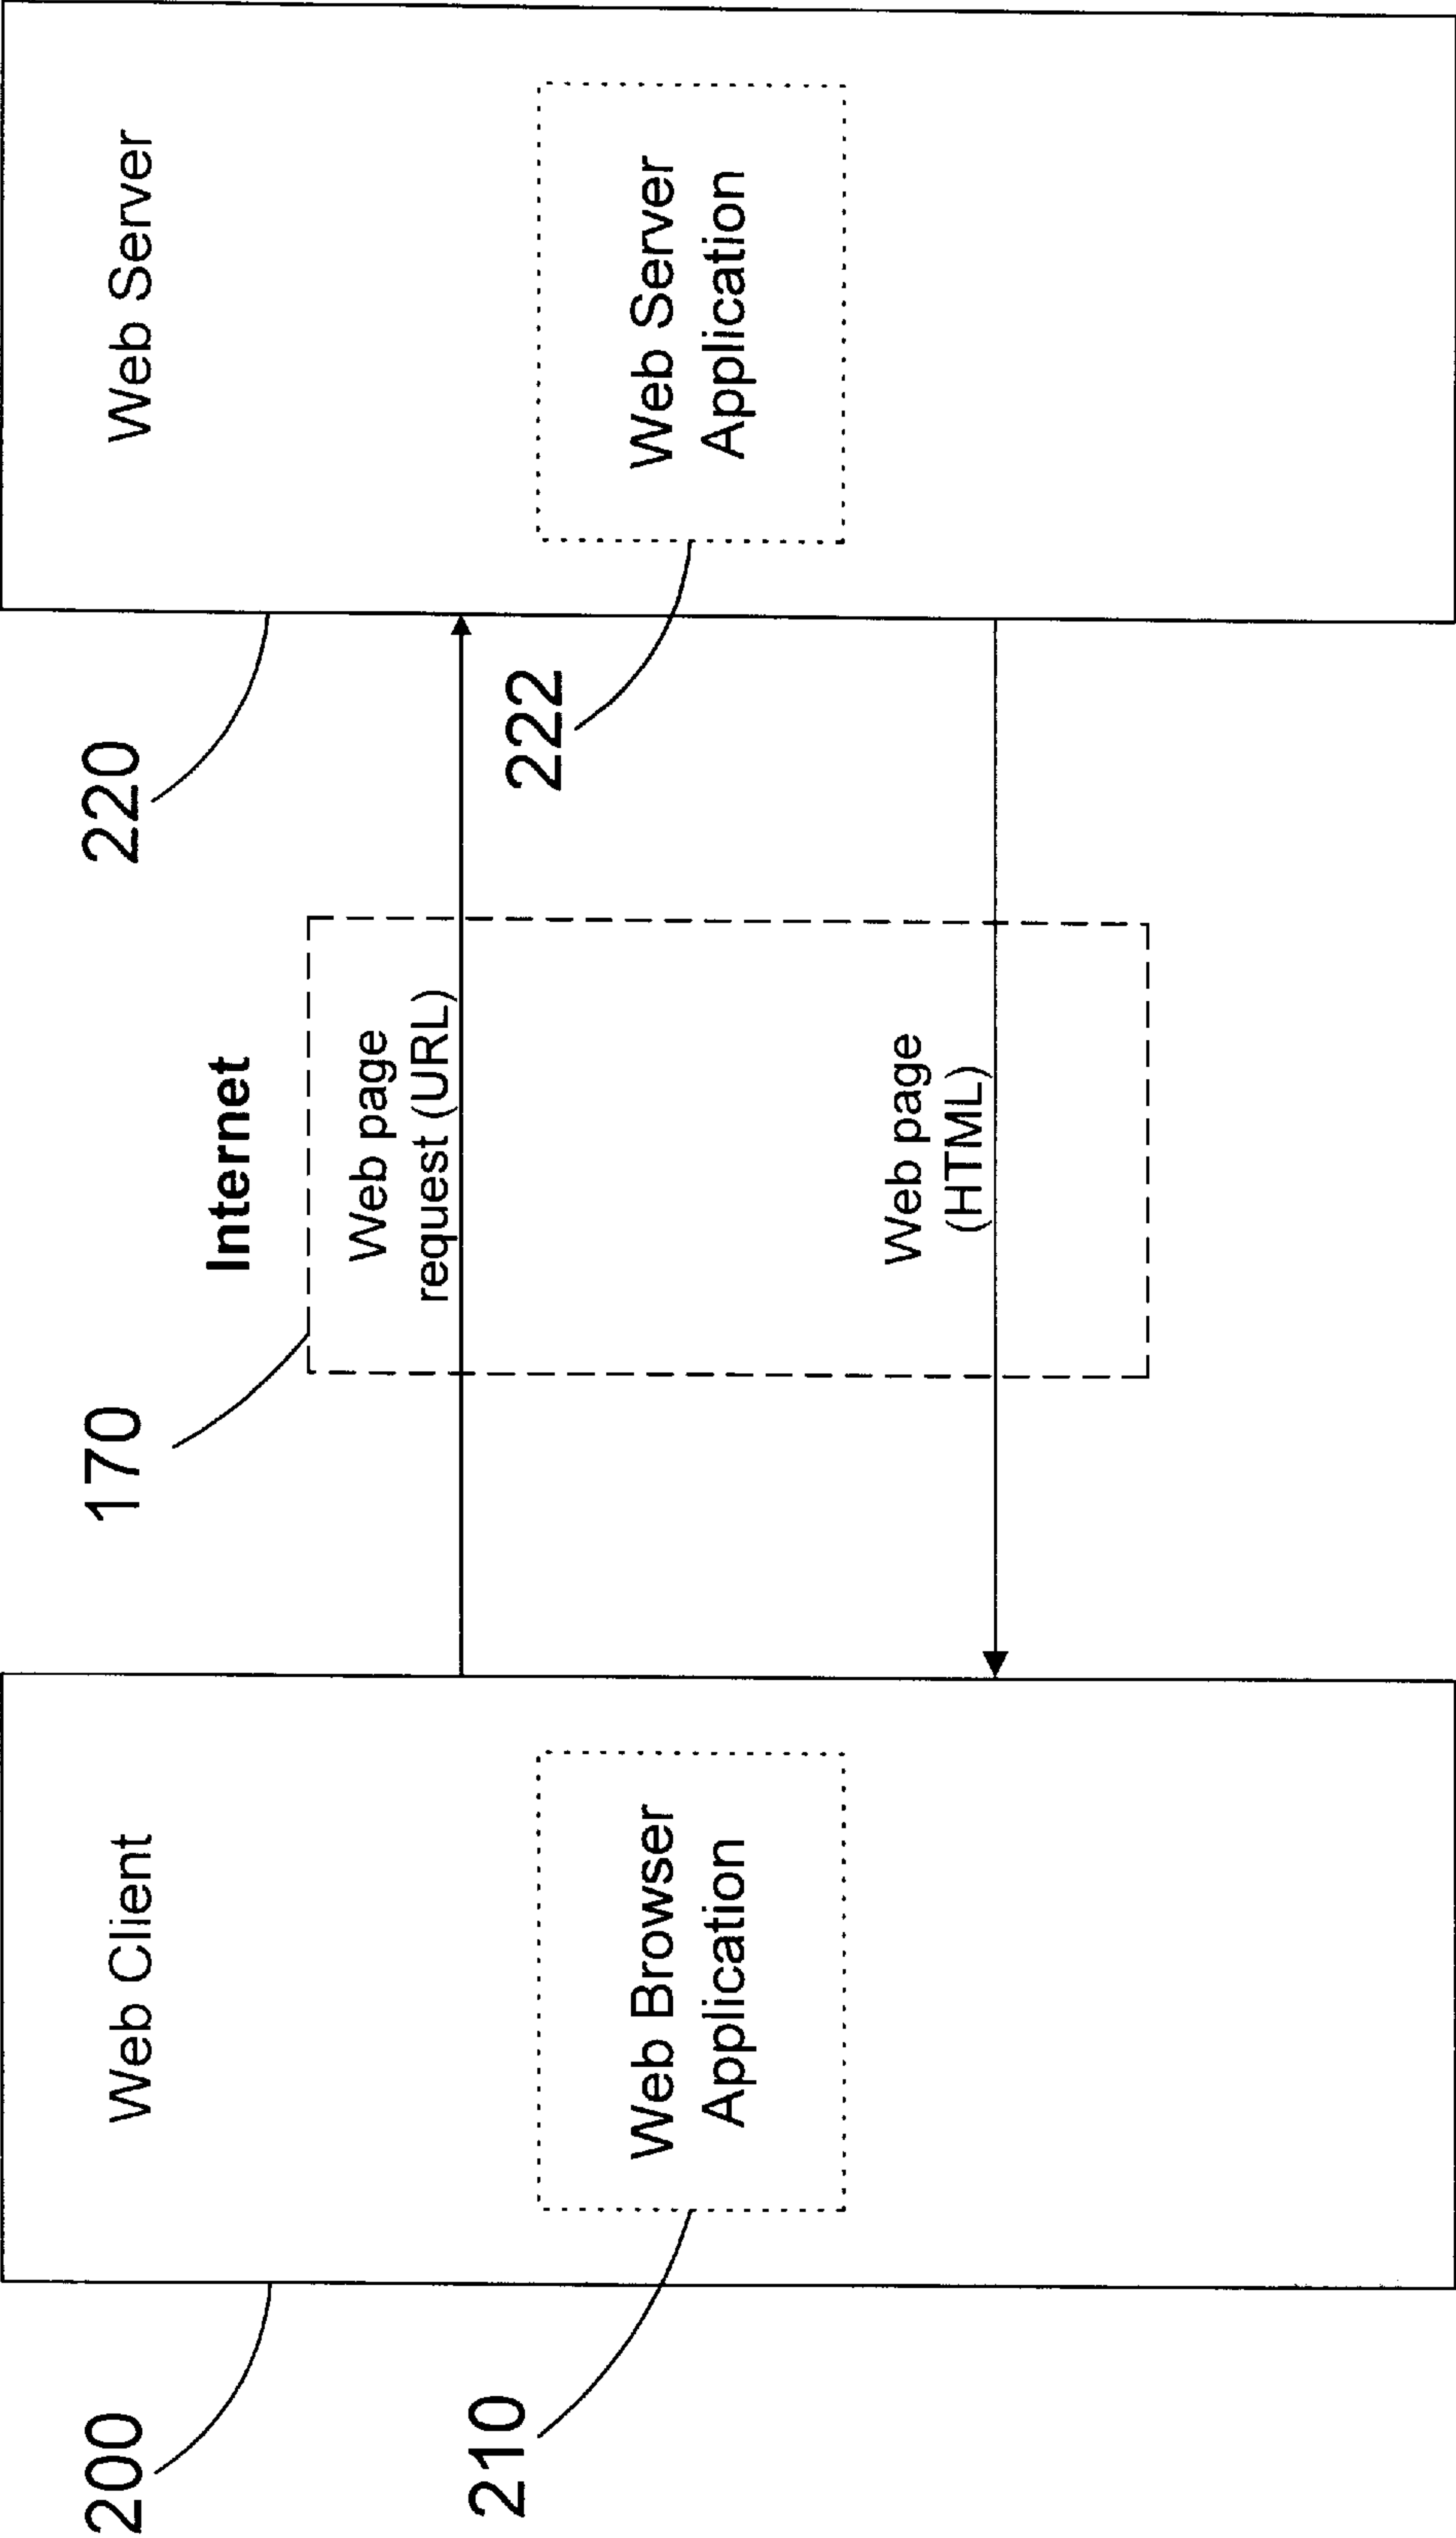 200
Web Client
210
Web Browser
Application
170
Internet
Web page
request (URL)
Web page
(HTML)
220
Web Server
222
Web Server
Application